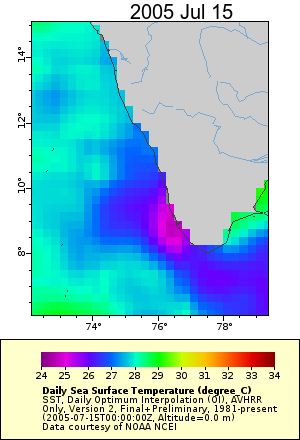 2005 Jul 15
14°
12°
10°
8°
74° 76° 78°
24 25 26 27 28 29 30 31 32 33 34
Daily Sea Surface Temperature (degree_C)
SST, Daily Optimum Interpolation (OI), AVHRR
Only, Version 2, Final+Preliminary, 1981-present
(2005-07-15T00:00:00Z, Altitude=0.0 m)
Data courtesy of NOAA NCEI